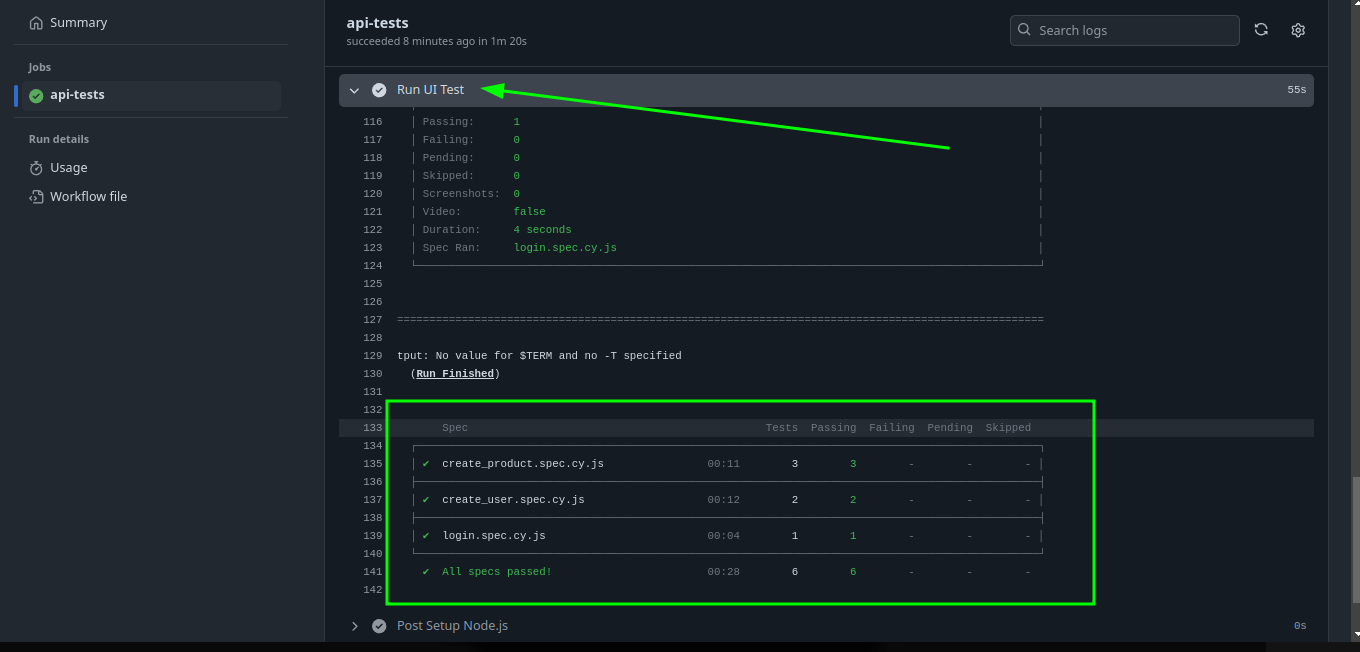 Summary
Jobs
api-tests
Run details
Usage
Workflow file
api-tests
succeeded 8 minutes ago in 1m 20s
Search logs
Run UI Test 55s
116 | Passing: 1 |
117 | Failing: 0 |
118 | Pending: 0 |
119 | Skipped: 0 |
120 | Screenshots: 0 |
121 | Video: false |
122 | Duration: 4 seconds |
123 | Spec Ran: login.spec.cy.js |
124
125
126
127 ====================================================================================================
128
129 tput: No value for $TERM and no -T specified
130 (Run Finished)
131
132
133 Spec Tests Passing Failing Pending Skipped
134
135 | ✔ create_product.spec.cy.js 00:11 3 3 - - - |
136
137 | ✔ create_user.spec.cy.js 00:12 2 2 - - - |
138
139 | ✔ login.spec.cy.js 00:04 1 1 - - - |
140
141 ✔ All specs passed! 00:28 6 6 - - -
142
Post Setup Node.js 0s